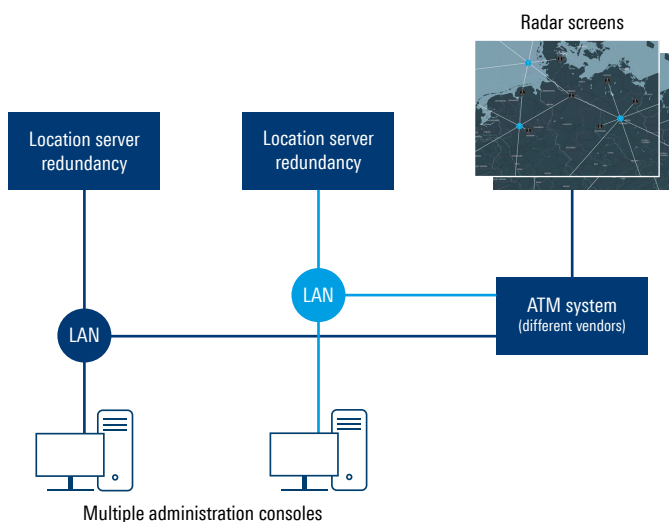 Radar screens
Location server
redundancy
Location server
redundancy
LAN
ATM system
(different vendors)
LAN
Multiple administration consoles